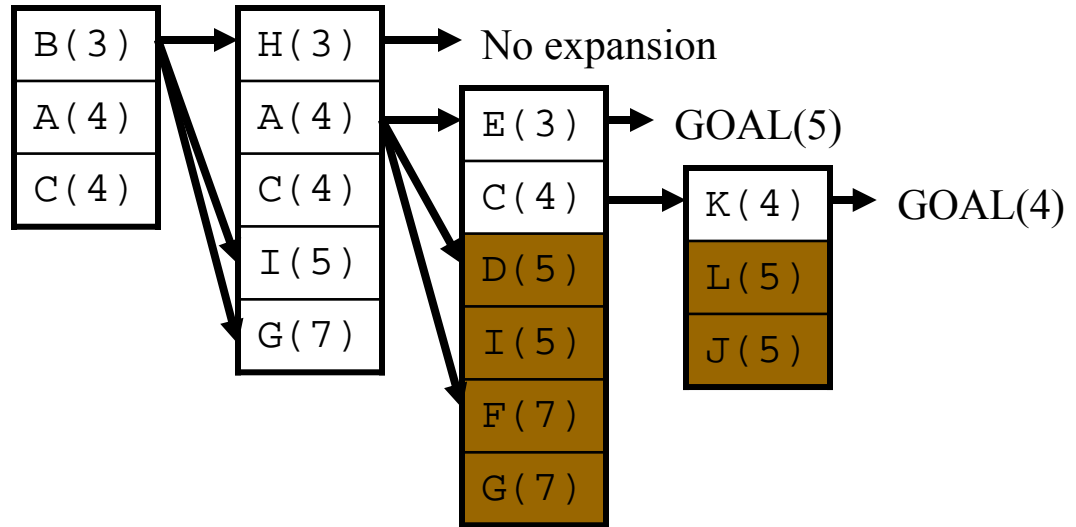 B(3)
A(4)
C(4)
H(3)
A(4)
C(4)
I(5)
G(7)
No expansion
E(3)
C(4)
D(5)
I(5)
F(7)
G(7)
GOAL(5)
K(4)
L(5)
J(5)
GOAL(4)